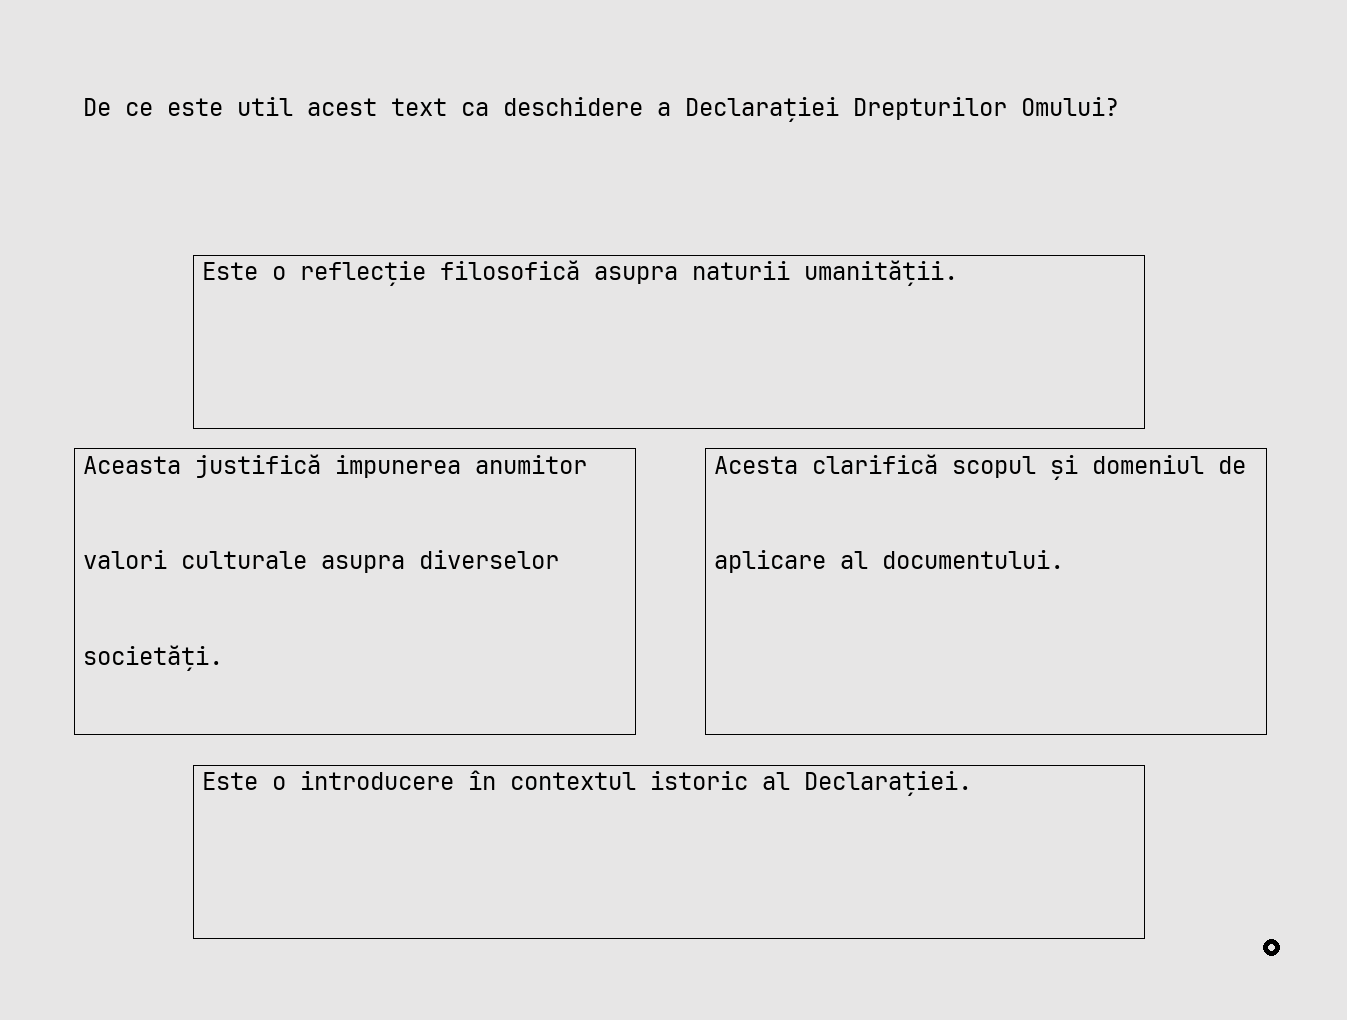 De ce este util acest text ca deschidere a Declarației Drepturilor Omului?
Este o reflecție filosofică asupra naturii umanității.
Aceasta justifică impunerea anumitor
valori culturale asupra diverselor
societăți.
Acesta clarifică scopul și domeniul de
aplicare al documentului.
Este o introducere în contextul istoric al Declarației.